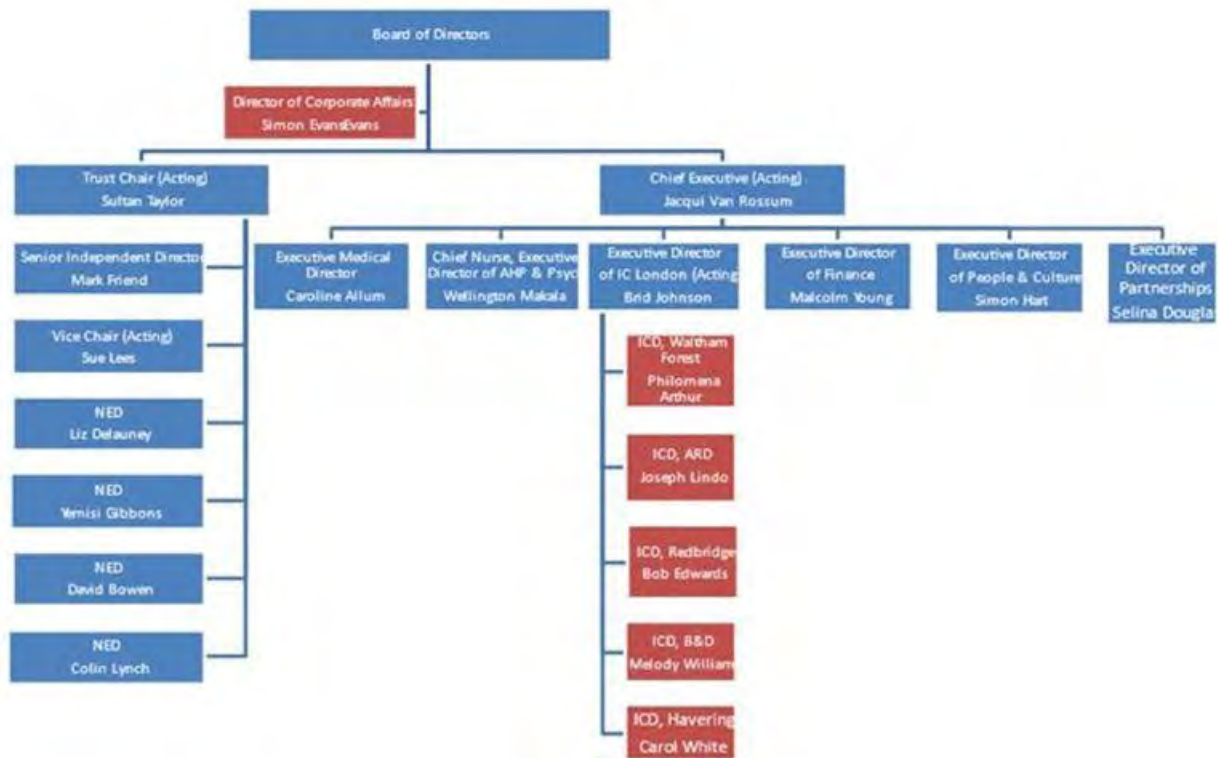 Board of Directors
Director of Corporate Affairs
Simon EvansEvans
Trust Chair (Acting)
Sultan Taylor
Chief Executive (Acting)
Jacqui Van Rossum
Senior Independent Director
Mark Friend
Vice Chair (Acting)
Sue Lees
NED
Liz Delauney
NED
Yemisi Gibbons
NED
David Bowen
NED
Colin Lynch
Executive Medical
Director
Caroline Allum
Chief Nurse, Executive
Director of AHP & Psyc
Wellington Makala
Executive Director
of IC London (Acting
Brid Johnson
Executive Director
of Finance
Malcolm Young
Executive Director
of People & Culture
Simon Hart
Executive
Director of
Partnerships
Selina Douglas
ICD, Waltham
Forest
Philomena
Arthur
ICD, ARD
Joseph Lindo
ICD, Redbridge
Bob Edwards
ICD, B&D
Melody William
ICD, Havering
Carol White